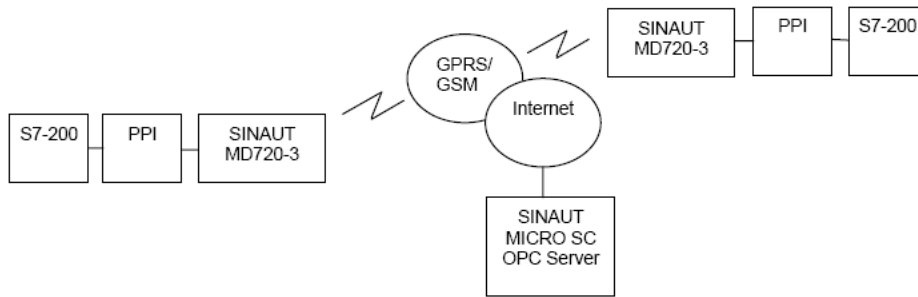 SINAUT
MD720-3
PPI
S7-200
GPRS/
GSM
Internet
S7-200
PPI
SINAUT
MD720-3
SINAUT
MICRO SC
OPC Server